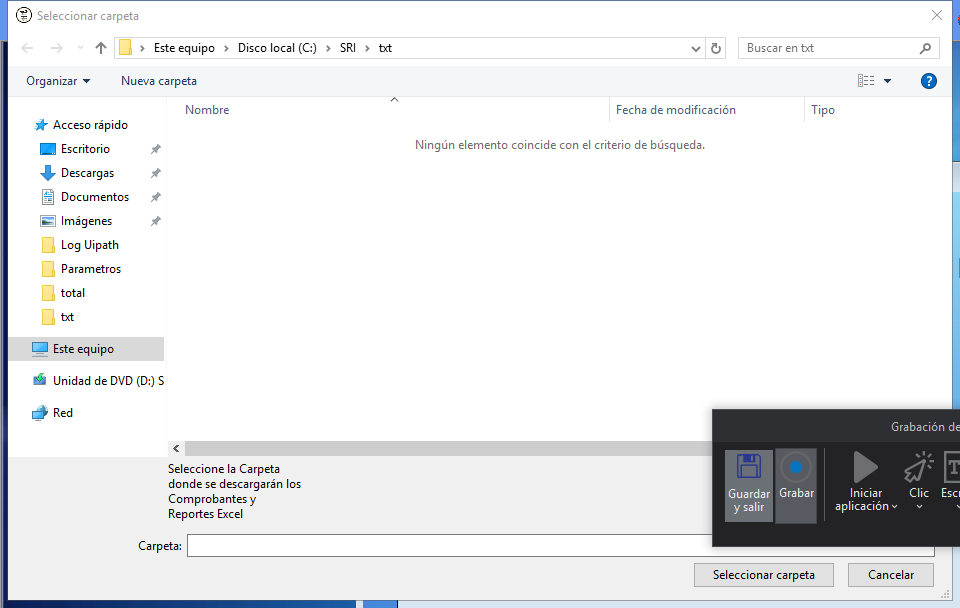 Seleccionar carpeta
Este equipo > Disco local (C:) > SRI > txt
Buscar en txt
Organizar
Nueva carpeta
?
Nombre
Fecha de modificación
Tipo
Ningún elemento coincide con el criterio de búsqueda.
Acceso rápido
Escritorio
Descargas
Documentos
Imágenes
Log Uipath
Parametros
total
txt
Este equipo
Unidad de DVD (D:) S
Red
Seleccione la Carpeta
donde se descargarán los
Comprobantes y
Reportes Excel
Carpeta:
Seleccionar carpeta
Cancelar
Grabación de
Guardar
y salir
Grabar
Iniciar
aplicación
Clic
Escr